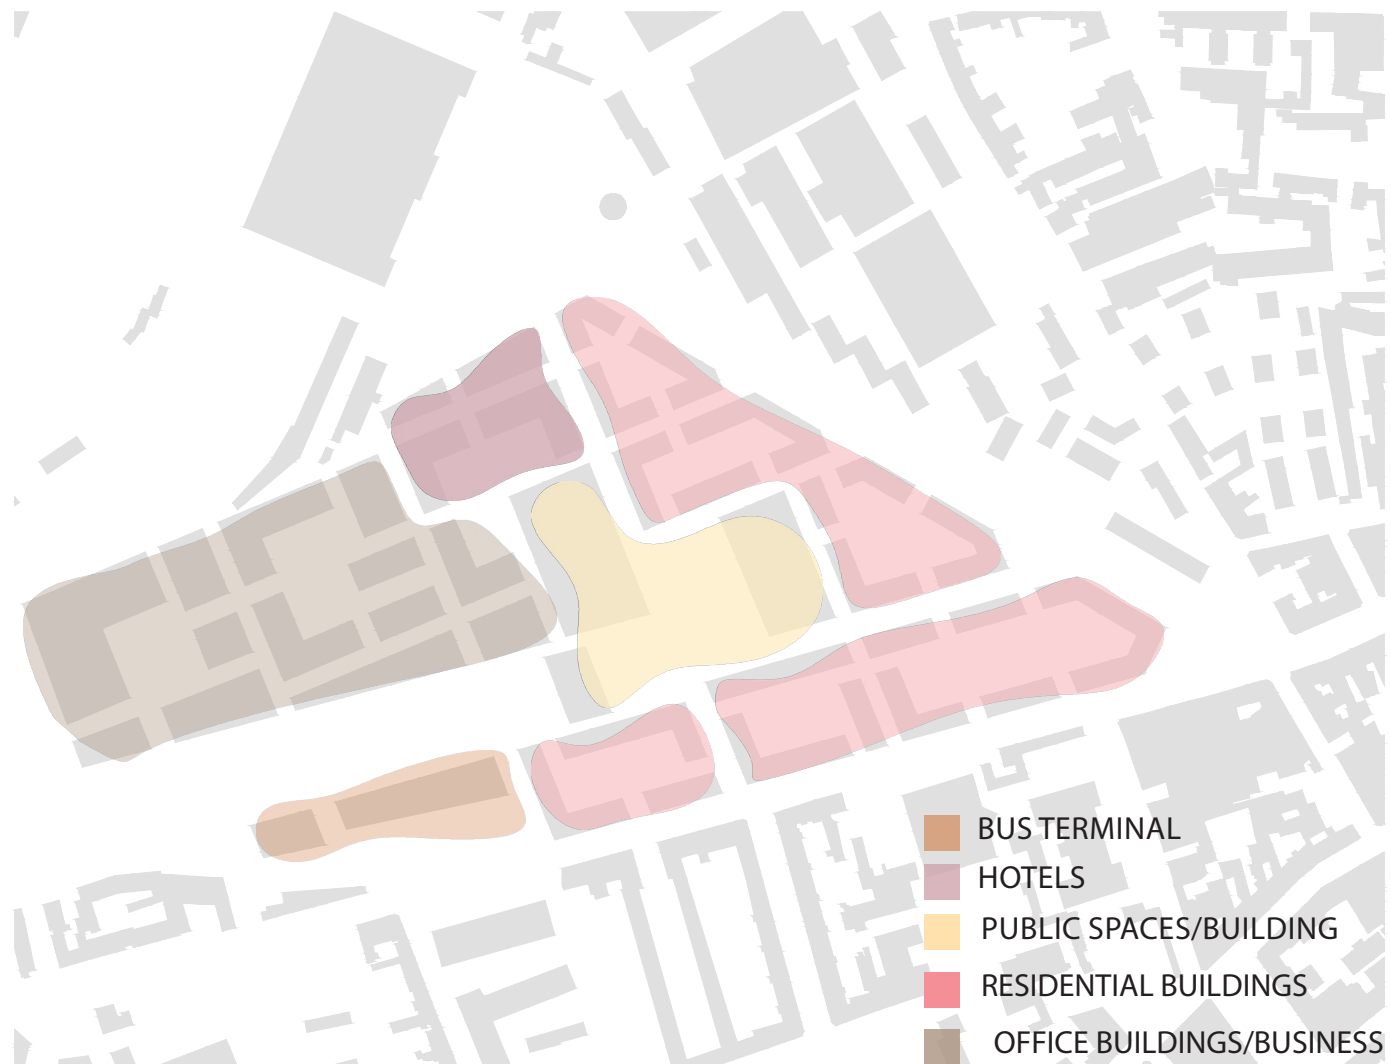 BUS TERMINAL
HOTELS
PUBLIC SPACES/BUILDING
RESIDENTIAL BUILDINGS
OFFICE BUILDINGS/BUSINESS